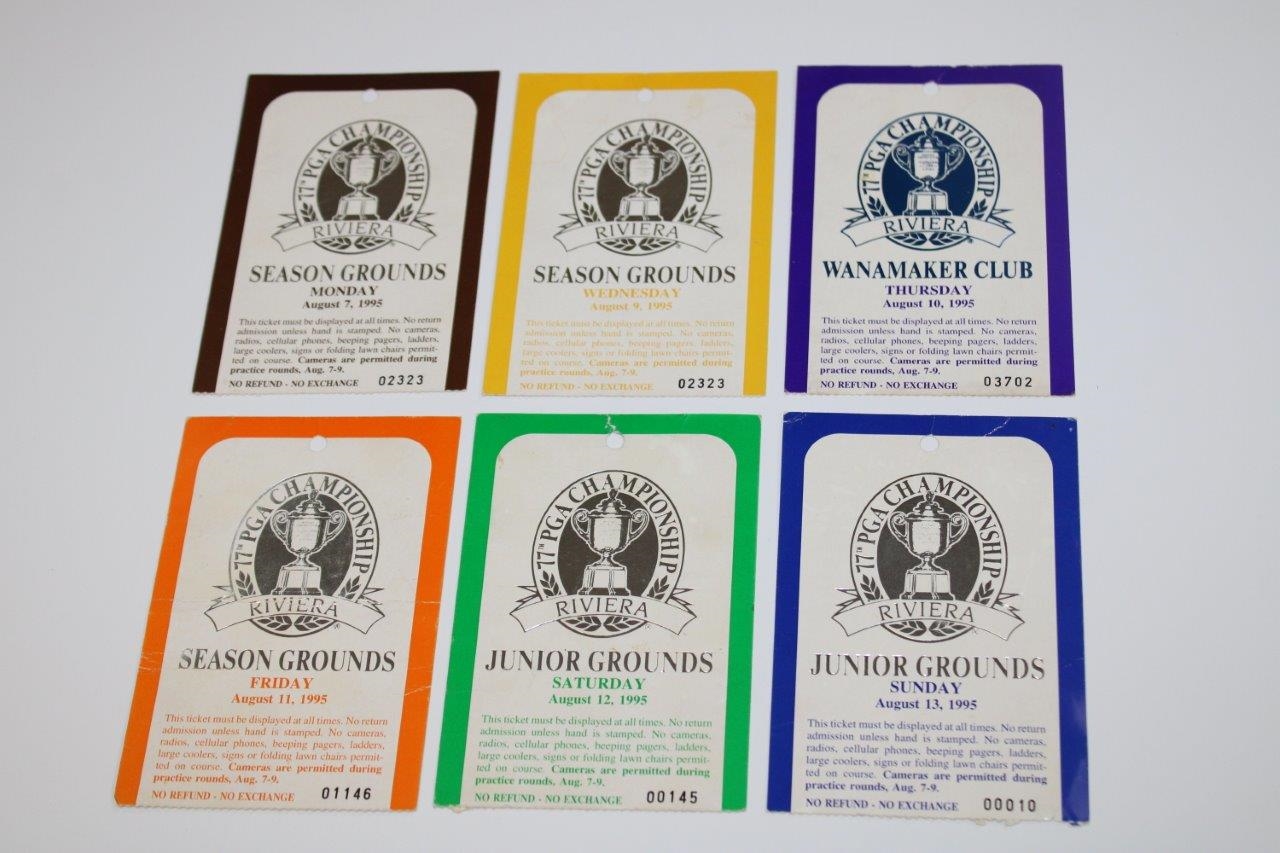 77TH PGA CHAMPIONSHIP
RIVIERA
SEASON GROUNDS
MONDAY
August 7, 1995
This ticket must be displayed at all times. No return
admission unless hand is stamped. No cameras,
radios, cellular phones, beeping pagers, ladders,
large coolers, signs or folding lawn chairs permit-
ted on course. Cameras are permitted during
practice rounds, Aug. 7-9.
NO REFUND - NO EXCHANGE 02323
77TH PGA CHAMPIONSHIP
RIVIERA
SEASON GROUNDS
WEDNESDAY
August 9, 1995
This ticket must be displayed at all times. No return
admission unless hand is stamped. No cameras,
radios, cellular phones, beeping pagers, ladders,
large coolers, signs or folding lawn chairs permit-
ted on course. Cameras are permitted during
practice rounds, Aug. 7-9.
NO REFUND - NO EXCHANGE 02323
77TH PGA CHAMPIONSHIP
RIVIERA
WANAMAKER CLUB
THURSDAY
August 10, 1995
This ticket must be displayed at all times. No return
admission unless hand is stamped. No cameras,
radios, cellular phones, beeping pagers, ladders,
large coolers, signs or folding lawn chairs permit-
ted on course. Cameras are permitted during
practice rounds, Aug. 7-9.
NO REFUND - NO EXCHANGE 03702
77TH PGA CHAMPIONSHIP
RIVIERA®
SEASON GROUNDS
FRIDAY
August 11, 1995
This ticket must be displayed at all times. No return
admission unless hand is stamped. No cameras,
radios, cellular phones, beeping pagers, ladders,
large coolers, signs or folding lawn chairs permit-
ted on course. Cameras are permitted during
practice rounds, Aug. 7-9.
NO REFUND - NO EXCHANGE 01146
77TH PGA CHAMPIONSHIP
RIVIERA®
JUNIOR GROUNDS
SATURDAY
August 12, 1995
This ticket must be displayed at all times. No return
admission unless hand is stamped. No cameras,
radios, cellular phones, beeping pagers, ladders,
large coolers, signs or folding lawn chairs permit-
ted on course. Cameras are permitted during
practice rounds, Aug. 7-9.
NO REFUND - NO EXCHANGE 00145
77TH PGA CHAMPIONSHIP
RIVIERA®
JUNIOR GROUNDS
SUNDAY
August 13, 1995
This ticket must be displayed at all times. No return
admission unless hand is stamped. No cameras,
radios, cellular phones, beeping pagers, ladders,
large coolers, signs or folding lawn chairs permit-
ted on course. Cameras are permitted during
practice rounds, Aug. 7-9.
NO REFUND - NO EXCHANGE 00010